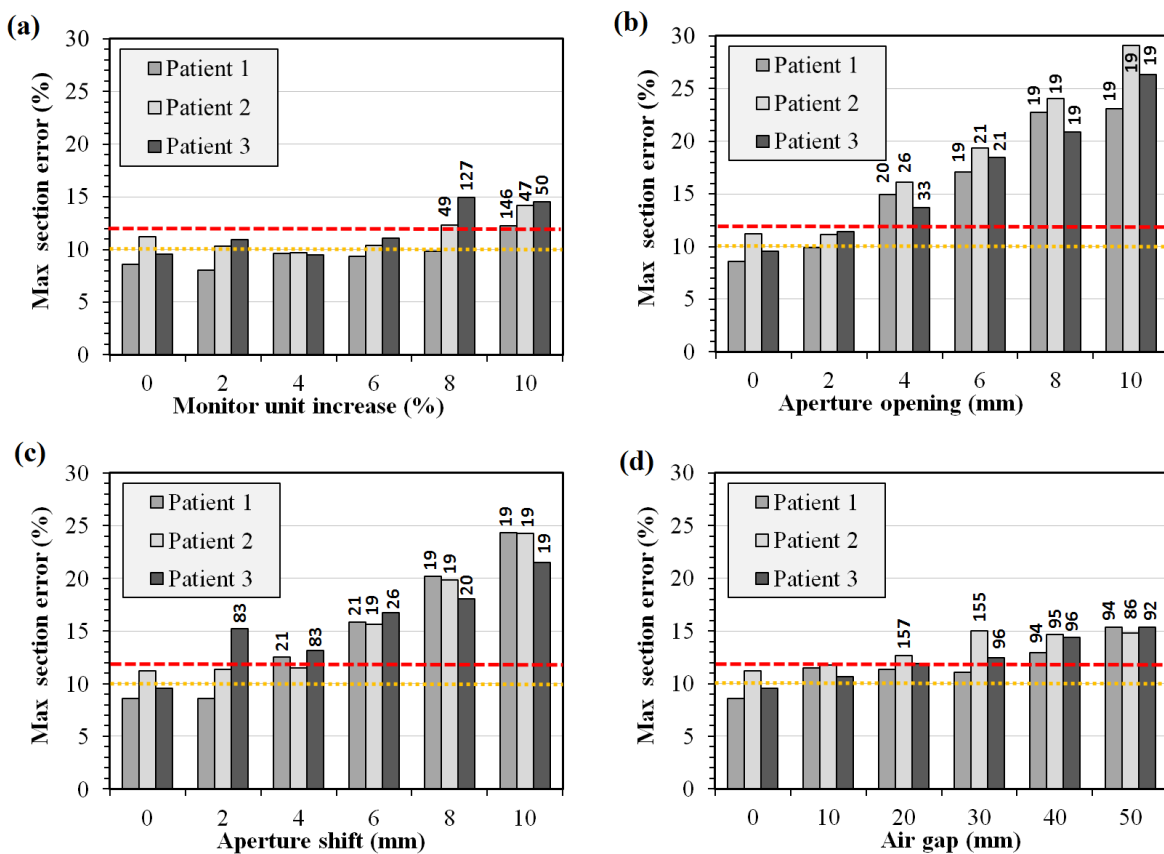 (a)
Max section error (%)
30
25
20
15
10
5
0
Patient 1
Patient 2
Patient 3
49
127
146
47
50
0 2 4 6 8 10
Monitor unit increase (%)
(b)
Max section error (%)
30
25
20
15
10
5
0
Patient 1
Patient 2
Patient 3
20
26
33
19
21
21
19
19
19
19
19
19
0 2 4 6 8 10
Aperture opening (mm)
(c)
Max section error (%)
30
25
20
15
10
5
0
Patient 1
Patient 2
Patient 3
83
21
83
21
19
26
19
19
20
19
19
19
0 2 4 6 8 10
Aperture shift (mm)
(d)
Max section error (%)
30
25
20
15
10
5
0
Patient 1
Patient 2
Patient 3
157
155
96
94
95
96
94
86
92
0 10 20 30 40 50
Air gap (mm)